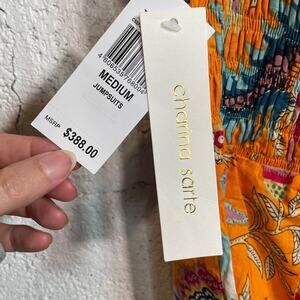 MEDIUM
JUMPSUITS
MSRP $388.00
charina sarte